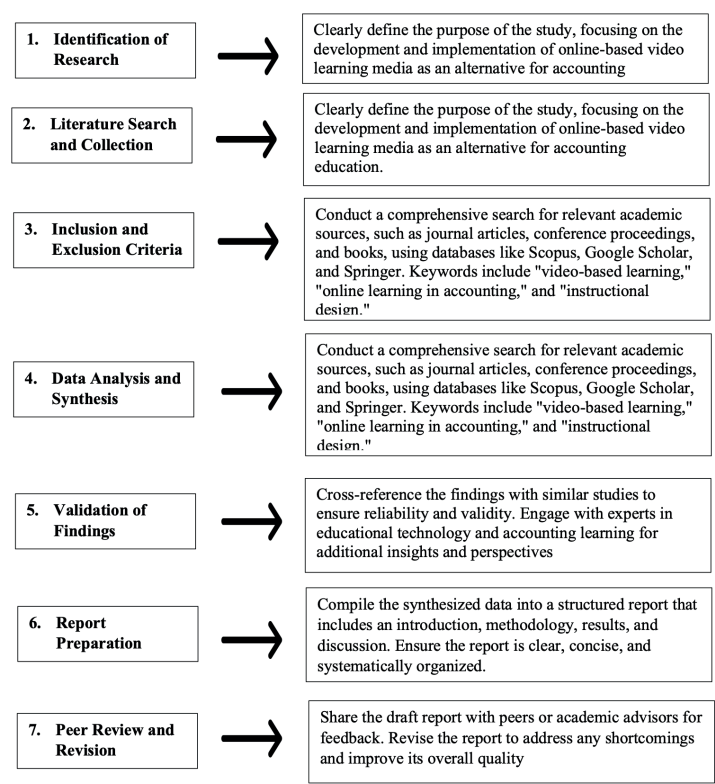 1. Identification of
Research
Clearly define the purpose of the study, focusing on the
development and implementation of online-based video
learning media as an alternative for accounting
2. Literature Search
and Collection
Clearly define the purpose of the study, focusing on the
development and implementation of online-based video
learning media as an alternative for accounting
education.
3. Inclusion and
Exclusion Criteria
Conduct a comprehensive search for relevant academic
sources, such as journal articles, conference proceedings,
and books, using databases like Scopus, Google Scholar,
and Springer. Keywords include "video-based learning,"
"online learning in accounting," and "instructional
design."
4. Data Analysis and
Synthesis
Conduct a comprehensive search for relevant academic
sources, such as journal articles, conference proceedings,
and books, using databases like Scopus, Google Scholar,
and Springer. Keywords include "video-based learning,"
"online learning in accounting," and "instructional
design."
5. Validation of
Findings
Cross-reference the findings with similar studies to
ensure reliability and validity. Engage with experts in
educational technology and accounting learning for
additional insights and perspectives
6. Report
Preparation
Compile the synthesized data into a structured report that
includes an introduction, methodology, results, and
discussion. Ensure the report is clear, concise, and
systematically organized.
7. Peer Review and
Revision
Share the draft report with peers or academic advisors for
feedback. Revise the report to address any shortcomings
and improve its overall quality